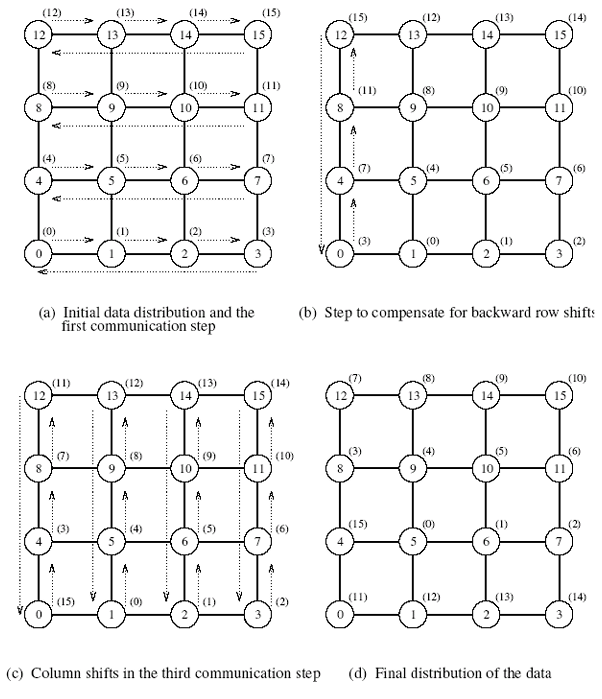 (12) (13) (14) (15)
12 13 14 15
(8) (9) (10) (11)
8 9 10 11
(4) (5) (6) (7)
4 5 6 7
(0) (1) (2) (3)
0 1 2 3
(a) Initial data distribution and the
first communication step
(15) (12) (13) (14)
12 13 14 15
(11) (8) (9) (10)
8 9 10 11
(7) (4) (5) (6)
4 5 6 7
(3) (0) (1) (2)
0 1 2 3
(b) Step to compensate for backward row shifts
(11) (12) (13) (14)
12 13 14 15
(7) (8) (9) (10)
8 9 10 11
(3) (4) (5) (6)
4 5 6 7
(15) (0) (1) (2)
0 1 2 3
(c) Column shifts in the third communication step
(7) (8) (9) (10)
12 13 14 15
(3) (4) (5) (6)
8 9 10 11
(15) (0) (1) (2)
4 5 6 7
(11) (12) (13) (14)
0 1 2 3
(d) Final distribution of the data